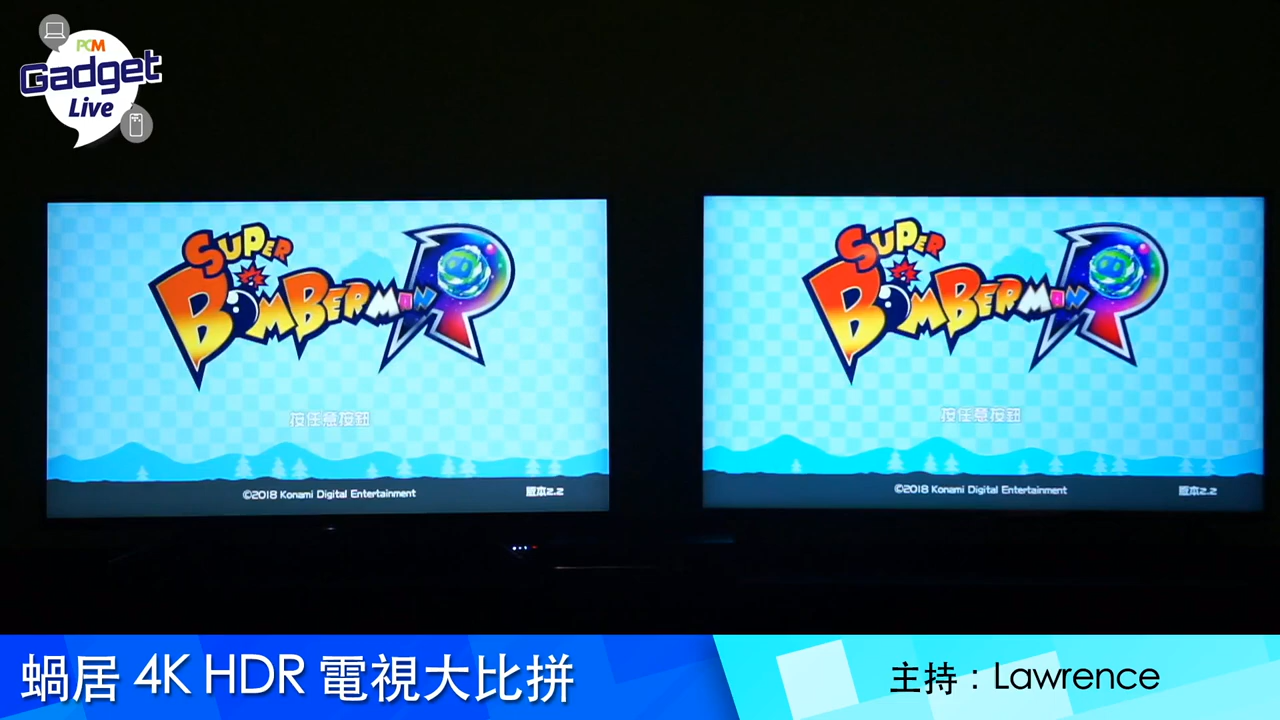 PCM
Gadget
Live
SUPER
BOMBERMAN R
按任意按鈕
©2018 Konami Digital Entertainment
版本2.2
SUPER
BOMBERMAN R
按任意按鈕
©2018 Konami Digital Entertainment
版本2.2
蝸居 4K HDR 電視大比拼
主持：Lawrence